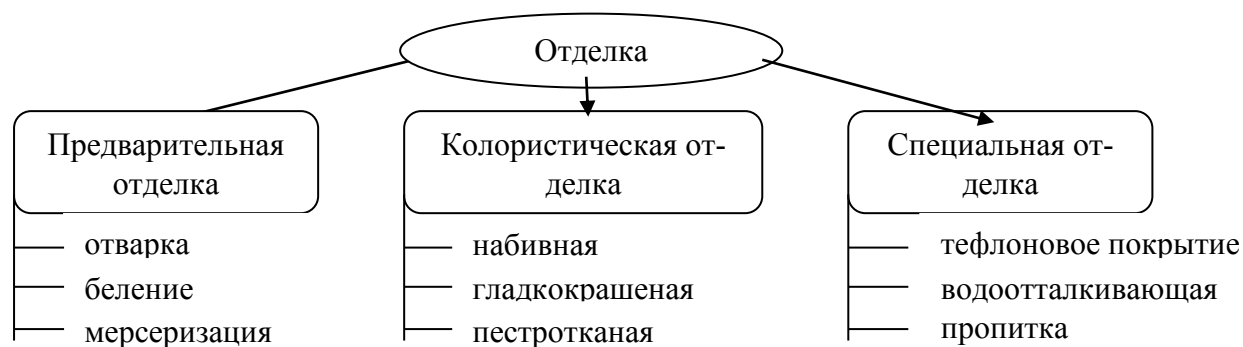 Отделка
Предварительная
отделка
отварка
беление
мерсеризация
Колористическая от-
делка
набивная
гладкокрашеная
пестротканая
Специальная от-
делка
тефлоновое покрытие
водоотталкивающая
пропитка